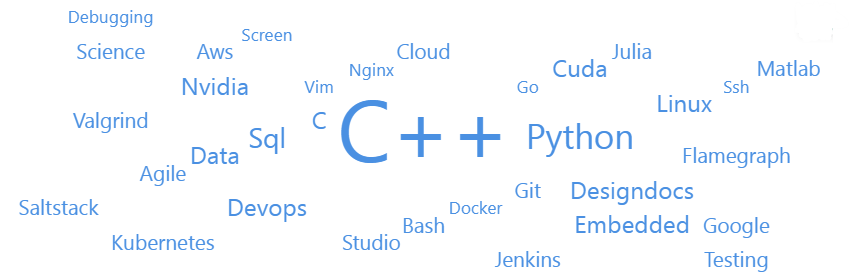 Debugging
Screen
Science
Aws
Cloud
Julia
Nginx
Cuda
Matlab
Nvidia
Vim
Go
Ssh
Linux
Valgrind
C
C++
Sql
Python
Data
Flamegraph
Agile
Git
Designdocs
Saltstack
Devops
Docker
Bash
Embedded
Google
Kubernetes
Studio
Jenkins
Testing